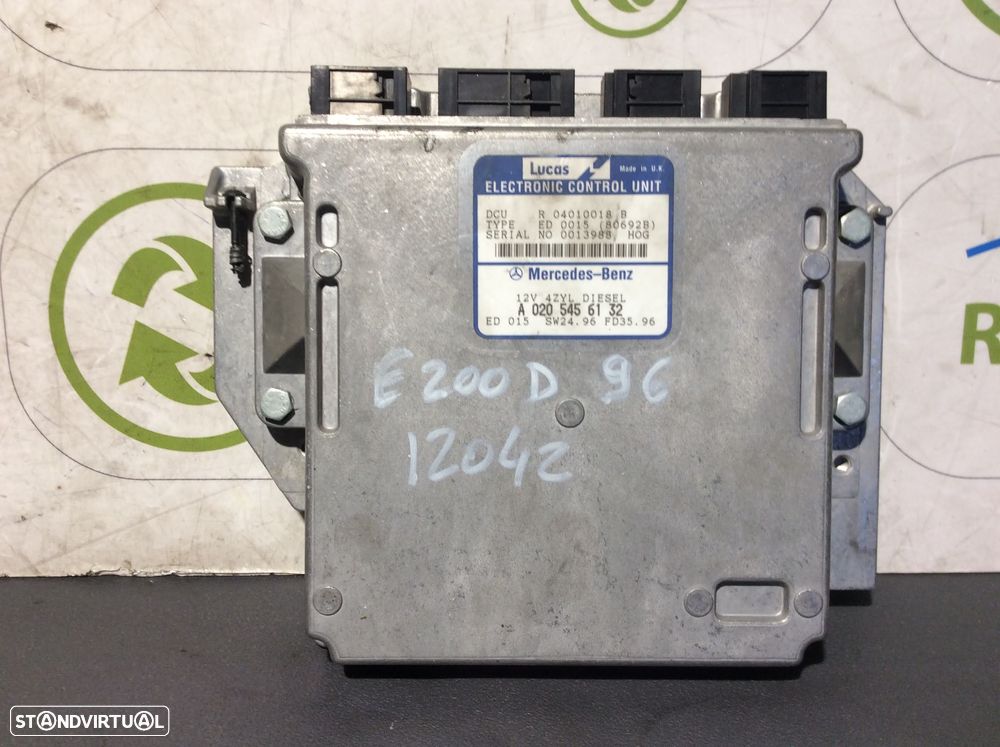 Lucas Made in U.K.
ELECTRONIC CONTROL UNIT
DCU R 04010018 B
TYPE ED 0015 (80692B)
SERIAL NO 0013988, HOG
Mercedes-Benz
12V 4ZYL DIESEL
A 020 545 61 32
ED 015 SW24.96 FD35.96
E200D 96
12042
R
STANDVIRTUAL